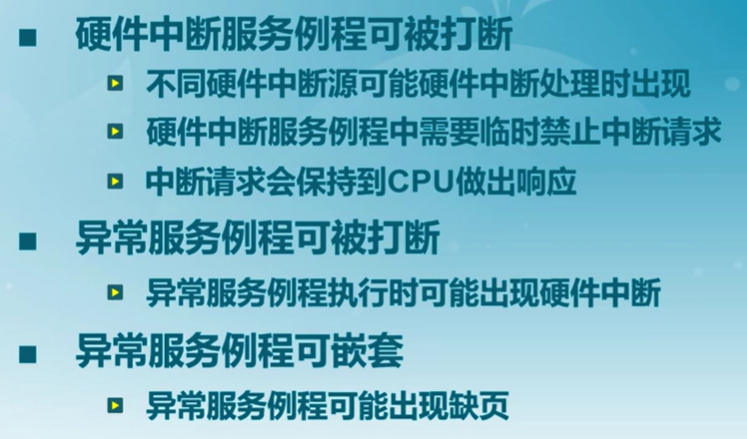 硬件中断服务例程可被打断
不同硬件中断源可能硬件中断处理时出现
硬件中断服务例程中需要临时禁止中断请求
中断请求会保持到CPU做出响应
异常服务例程可被打断
异常服务例程执行时可能出现硬件中断
异常服务例程可嵌套
异常服务例程可能出现缺页